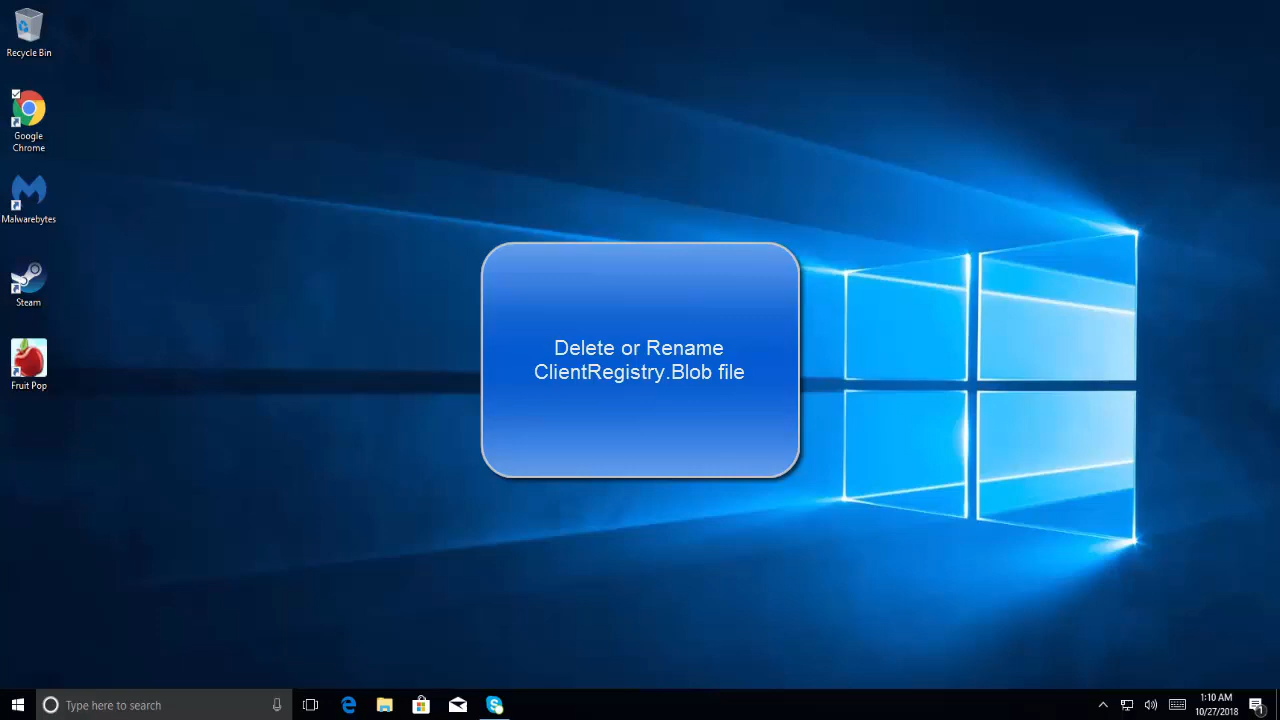 Recycle Bin
Google
Chrome
Malwarebytes
Steam
Fruit Pop
Delete or Rename
ClientRegistry.Blob file
Type here to search
1:10 AM
10/27/2018
1